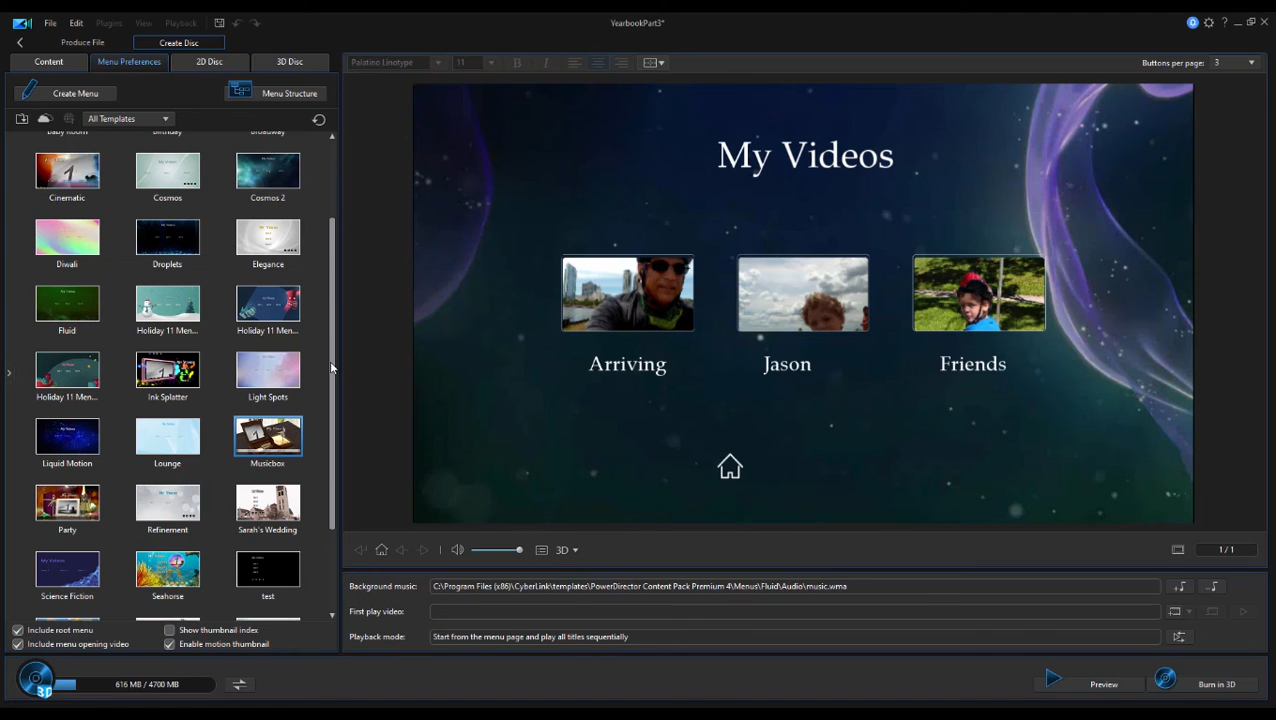 File Edit Plugins View Playback YearbookPart3*
Produce File Create Disc
Content Menu Preferences 2D Disc 3D Disc
Palatino Linotype 11 B I Buttons per page: 3
Create Menu Menu Structure
All Templates
Baby Room Birthday Broadway
Cinematic Cosmos Cosmos 2
Diwali Droplets Elegance
Fluid Holiday 11 Men... Holiday 11 Men...
Holiday 11 Men... Ink Splatter Light Spots
Liquid Motion Lounge Musicbox
Party Refinement Sarah's Wedding
Science Fiction Seahorse test
Include root menu Show thumbnail index
Include menu opening video Enable motion thumbnail
3D 616 MB / 4700 MB
My Videos
Arriving Jason Friends
3D 1 / 1
Background music: C:\Program Files (x86)\CyberLink\templates\PowerDirector Content Pack Premium 4\Menus\Fluid\Audio\music.wma
First play video:
Playback mode: Start from the menu page and play all titles sequentially
Preview Burn in 3D